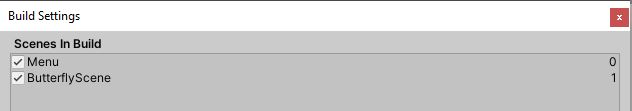 Build Settings
x
Scenes In Build
Menu 0
ButterflyScene 1